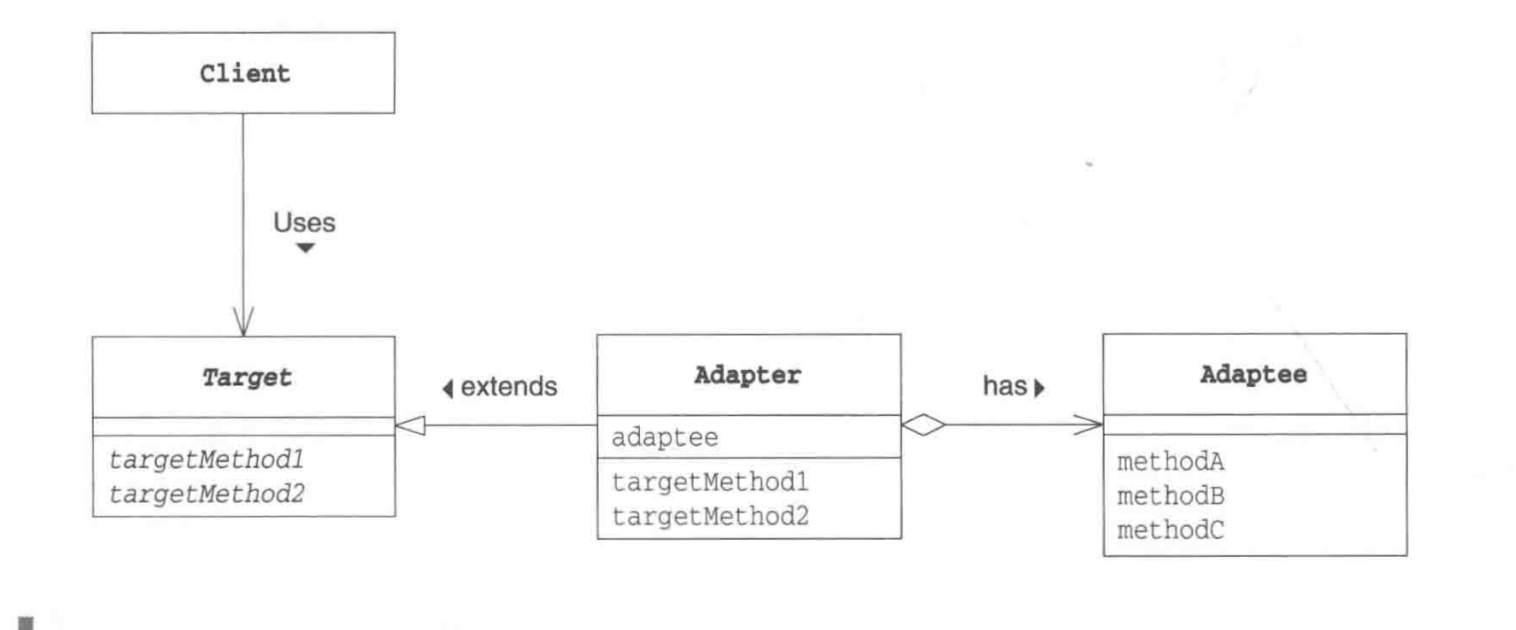 Client
Uses
Target
extends
Adapter
has
Adaptee
targetMethod1
targetMethod2
adaptee
targetMethod1
targetMethod2
methodA
methodB
methodC